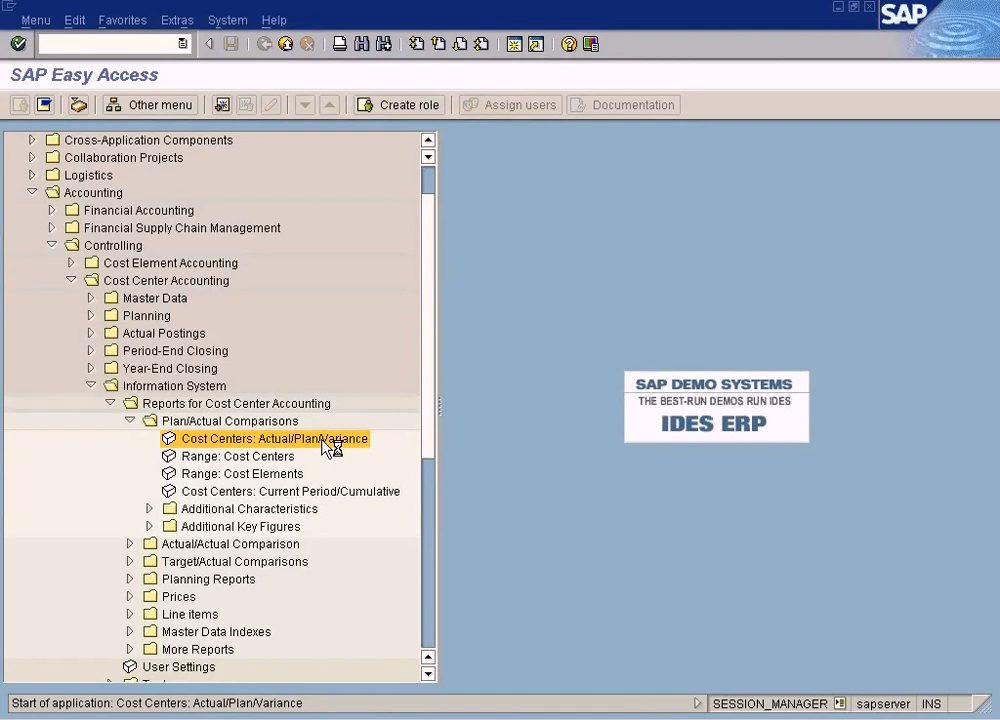 Menu Edit Favorites Extras System Help
SAP
SAP Easy Access
Other menu Create role Assign users Documentation
Cross-Application Components
Collaboration Projects
Logistics
Accounting
Financial Accounting
Financial Supply Chain Management
Controlling
Cost Element Accounting
Cost Center Accounting
Master Data
Planning
Actual Postings
Period-End Closing
Year-End Closing
Information System
Reports for Cost Center Accounting
Plan/Actual Comparisons
Cost Centers: Actual/Plan/Variance
Range: Cost Centers
Range: Cost Elements
Cost Centers: Current Period/Cumulative
Additional Characteristics
Additional Key Figures
Actual/Actual Comparison
Target/Actual Comparisons
Planning Reports
Prices
Line items
Master Data Indexes
More Reports
User Settings
SAP DEMO SYSTEMS
THE BEST-RUN DEMOS RUN IDES
IDES ERP
Start of application: Cost Centers: Actual/Plan/Variance
SESSION_MANAGER sapserver INS